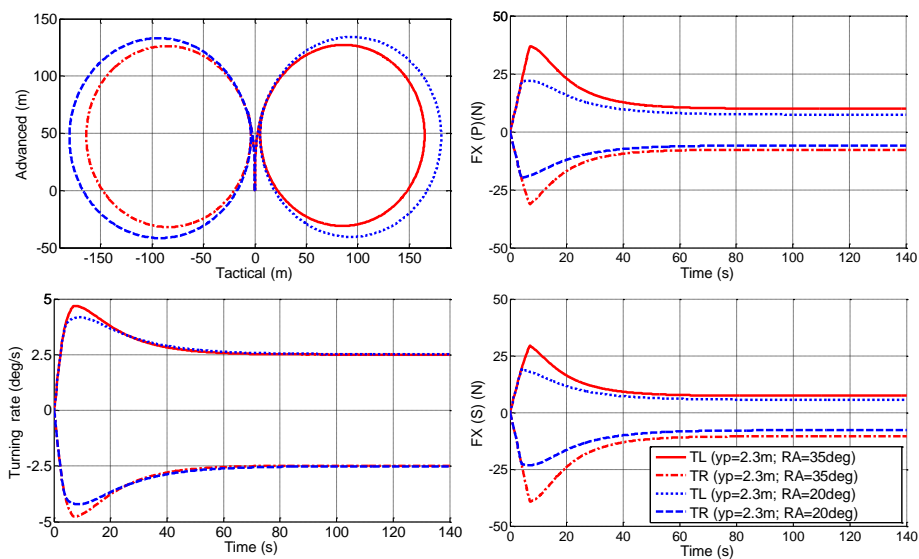 150
100
50
0
-50
Advanced (m)
-150 -100 -50 0 50 100 150
Tactical (m)
50
25
0
-25
-50
FX (P)(N)
0 20 40 60 80 100 120 140
Time (s)
5
2.5
0
-2.5
-5
Turning rate (deg/s)
0 20 40 60 80 100 120 140
Time (s)
50
25
0
-25
-50
FX (S) (N)
TL (yp=2.3m; RA=35deg)
TR (yp=2.3m; RA=35deg)
TL (yp=2.3m; RA=20deg)
TR (yp=2.3m; RA=20deg)
0 20 40 60 80 100 120 140
Time (s)